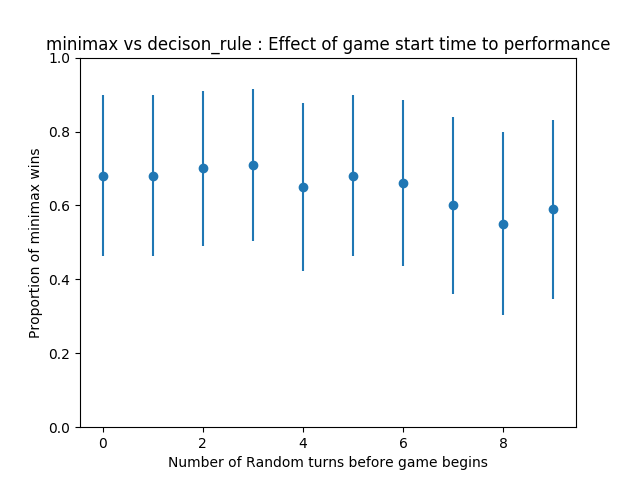 minimax vs decison_rule : Effect of game start time to performance
1.0
0.8
0.6
0.4
0.2
0.0
Proportion of minimax wins
0 2 4 6 8
Number of Random turns before game begins